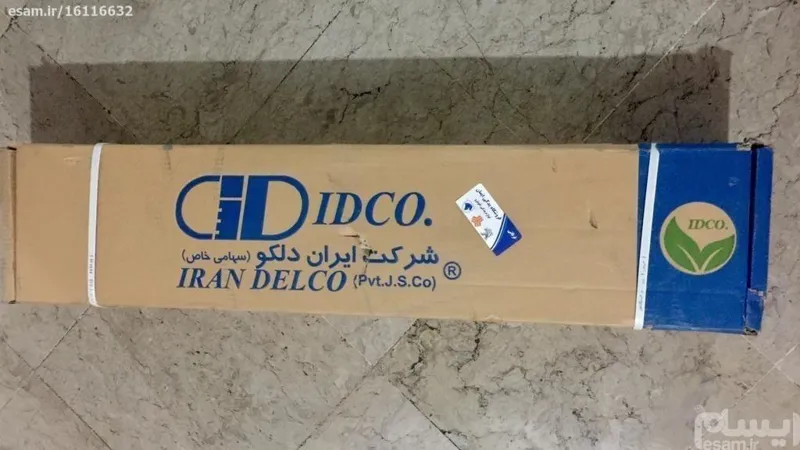 esam.ir/16116632
IDCO.
شرکت ایران دلکو (سهامی خاص)
IRAN DELCO (Pvt.J.S.Co) ®
IDCO.
ایسام
esam.ir